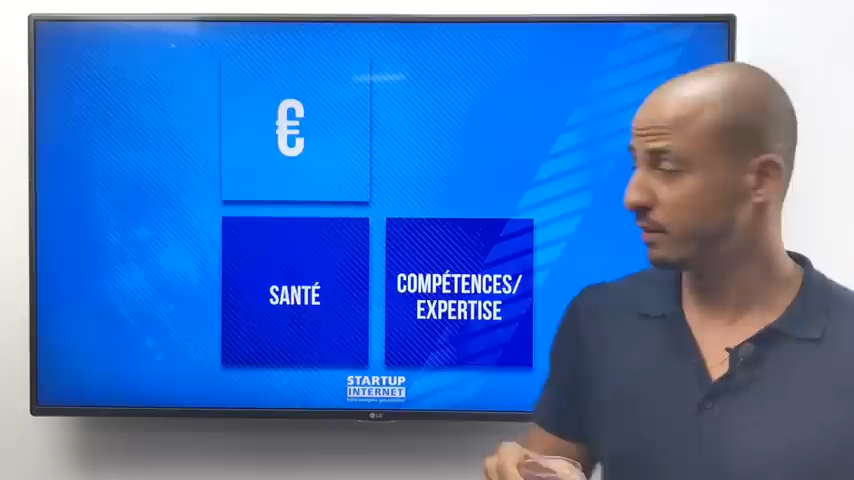 €
SANTÉ
COMPÉTENCES/
EXPERTISE
STARTUP
INTERNET
LG